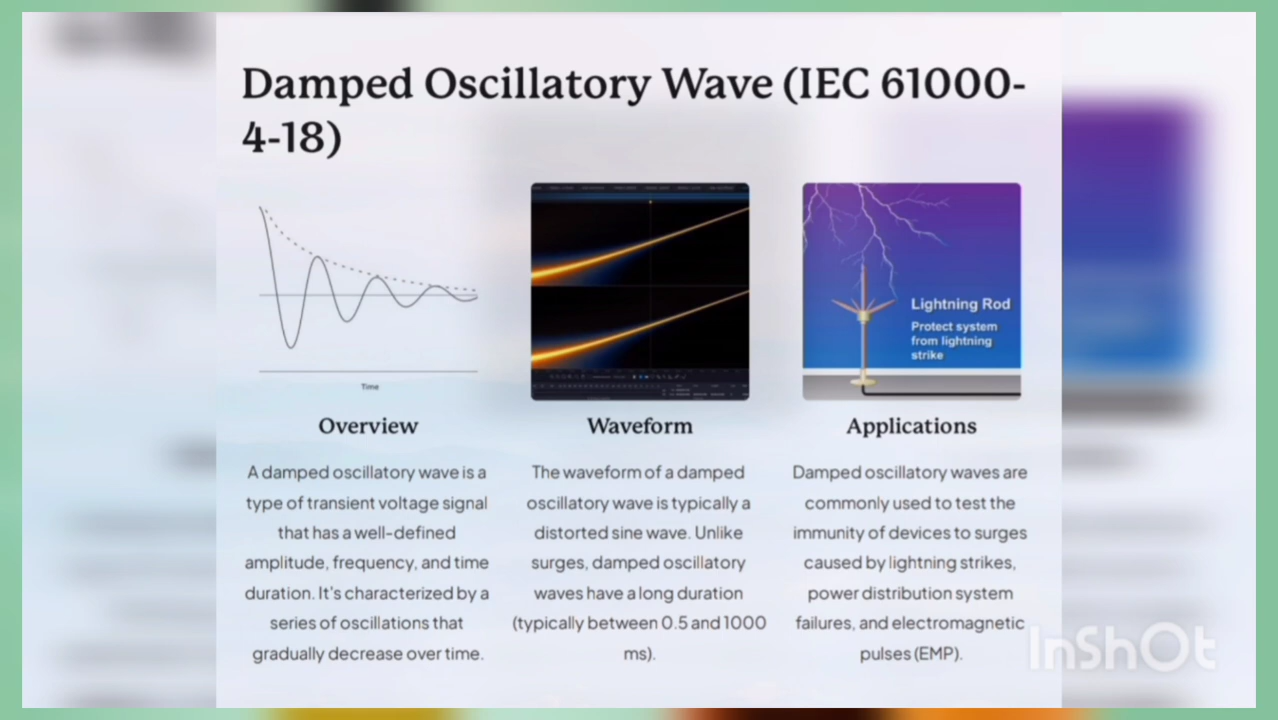 Damped Oscillatory Wave (IEC 61000-
4-18)
Time
Lightning Rod
Protect system
from lightning
strike
Overview
A damped oscillatory wave is a
type of transient voltage signal
that has a well-defined
amplitude, frequency, and time
duration. It's characterized by a
series of oscillations that
gradually decrease over time.
Waveform
The waveform of a damped
oscillatory wave is typically a
distorted sine wave. Unlike
surges, damped oscillatory
waves have a long duration
(typically between 0.5 and 1000
ms).
Applications
Damped oscillatory waves are
commonly used to test the
immunity of devices to surges
caused by lightning strikes,
power distribution system
failures, and electromagnetic
pulses (EMP).
InShOt